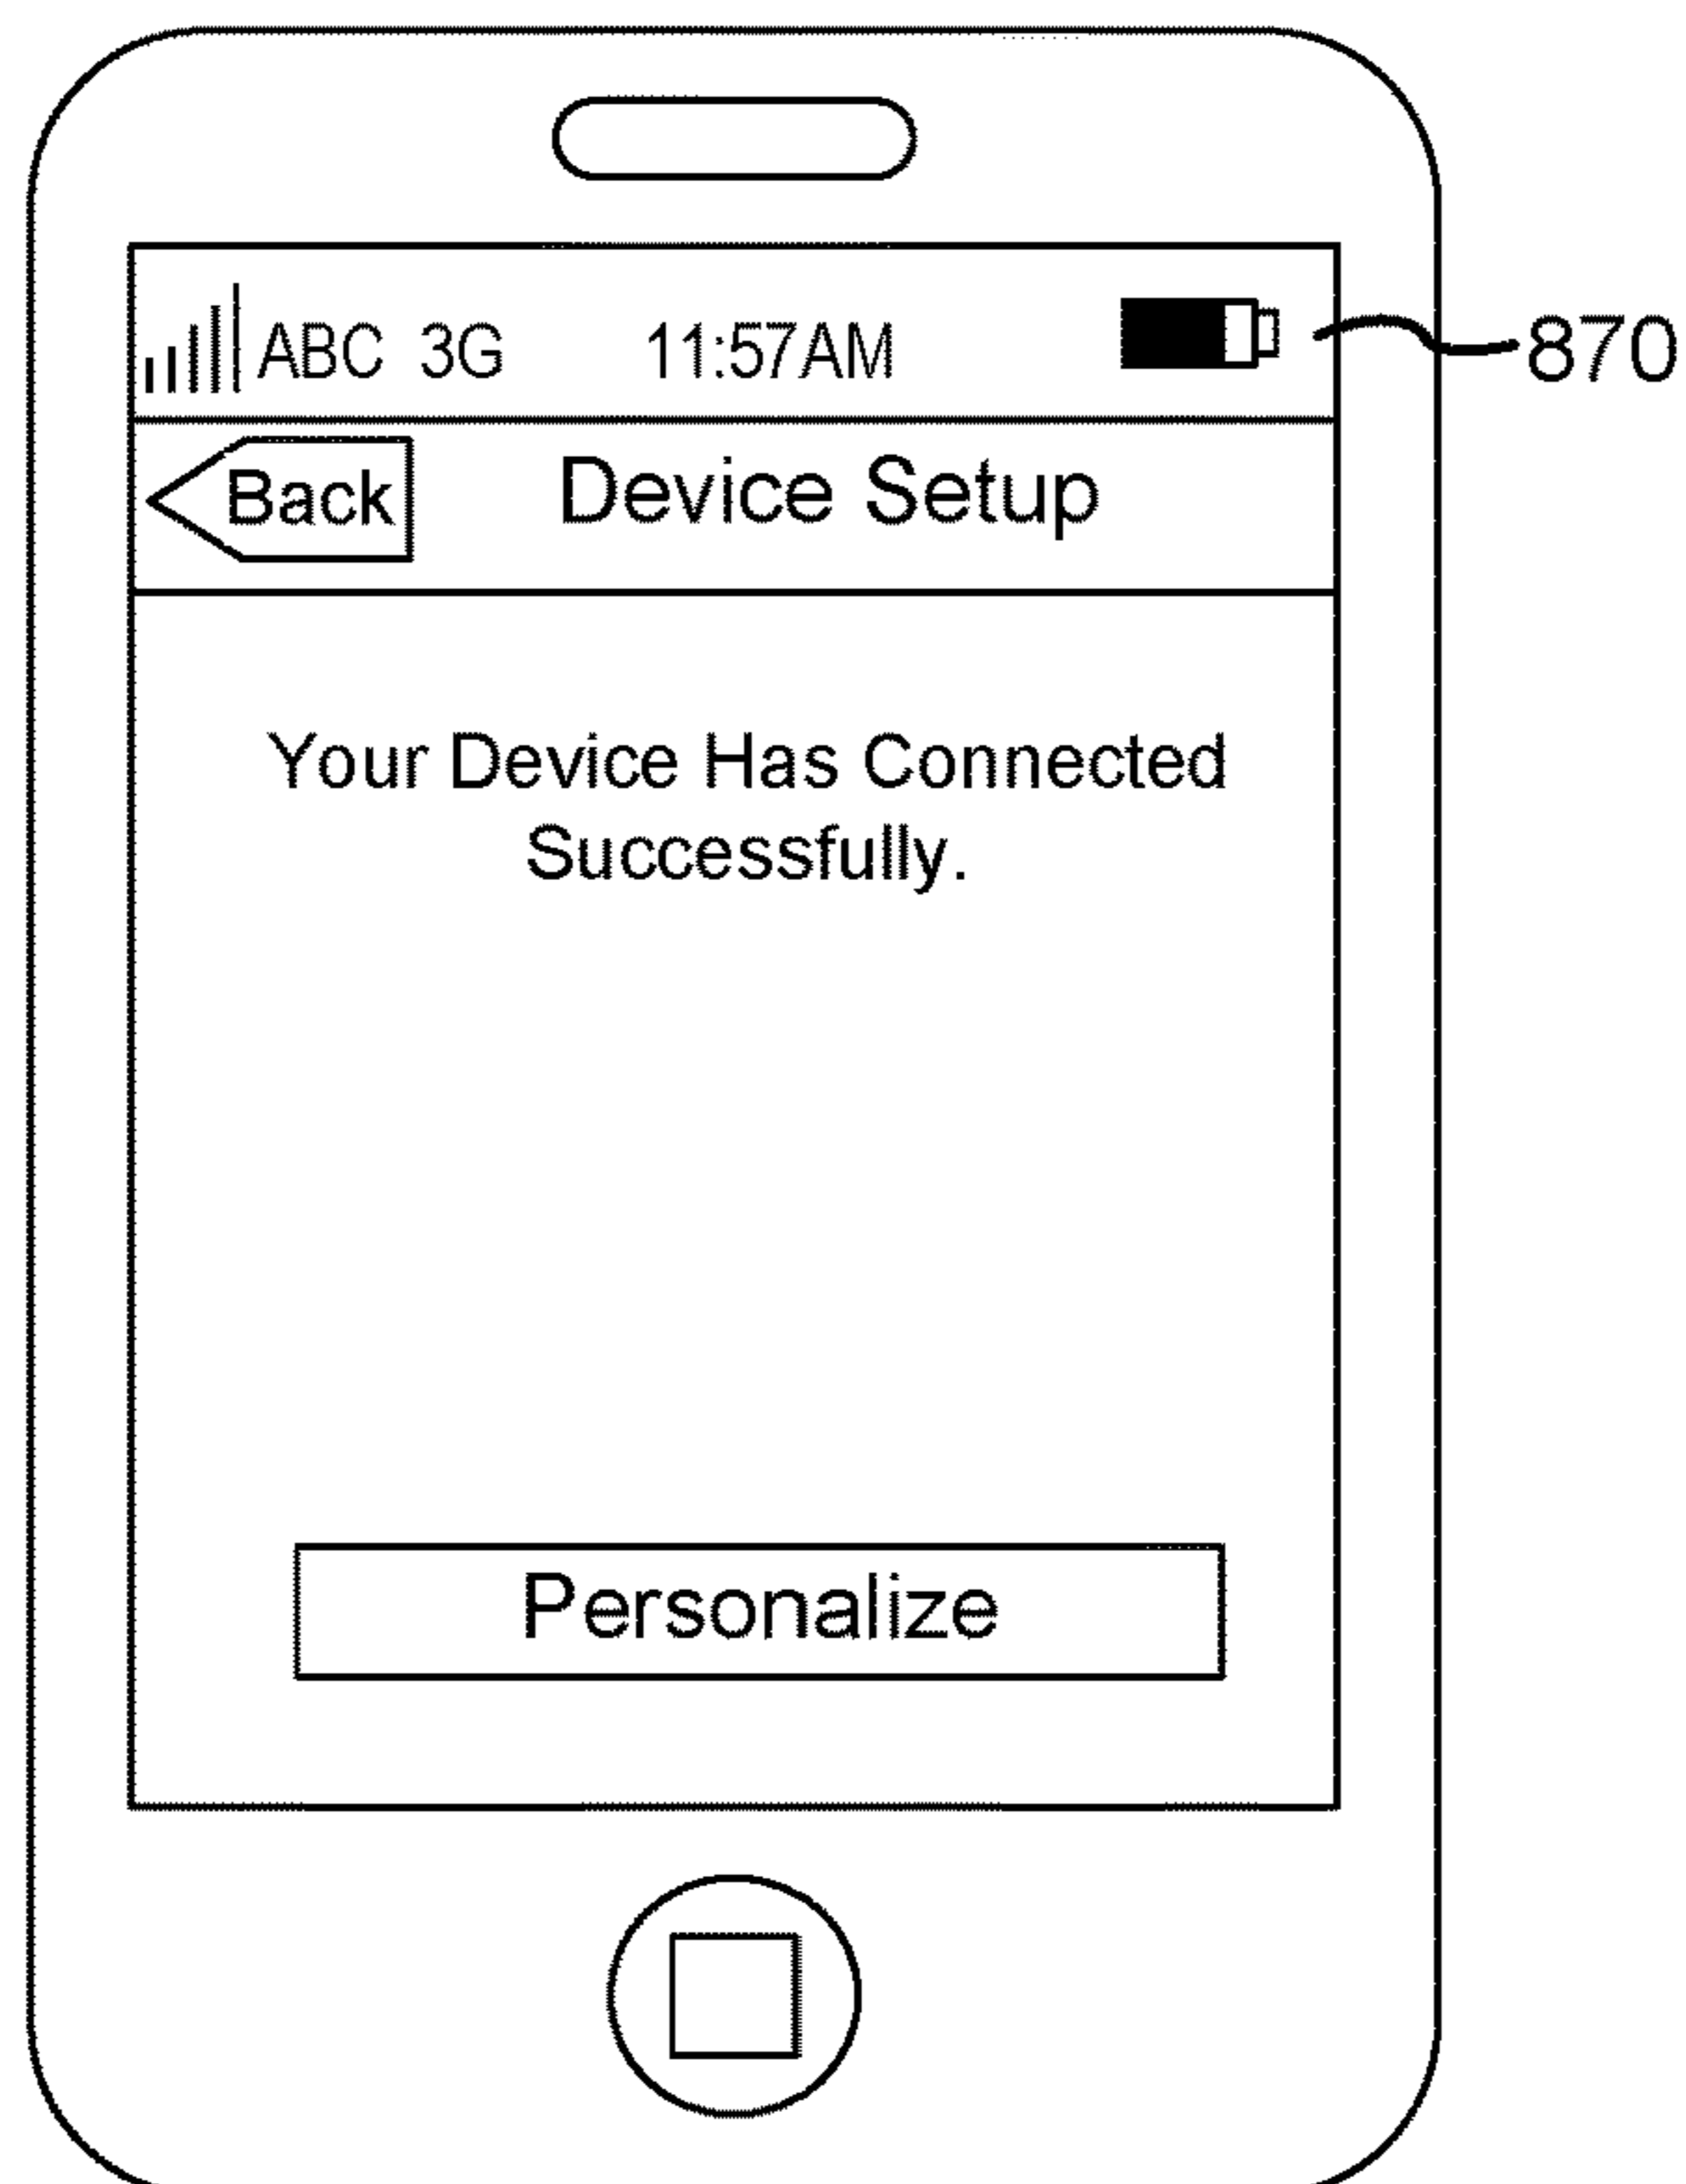 ABC 3G 11:57AM
870
Back Device Setup
Your Device Has Connected
Successfully.
Personalize